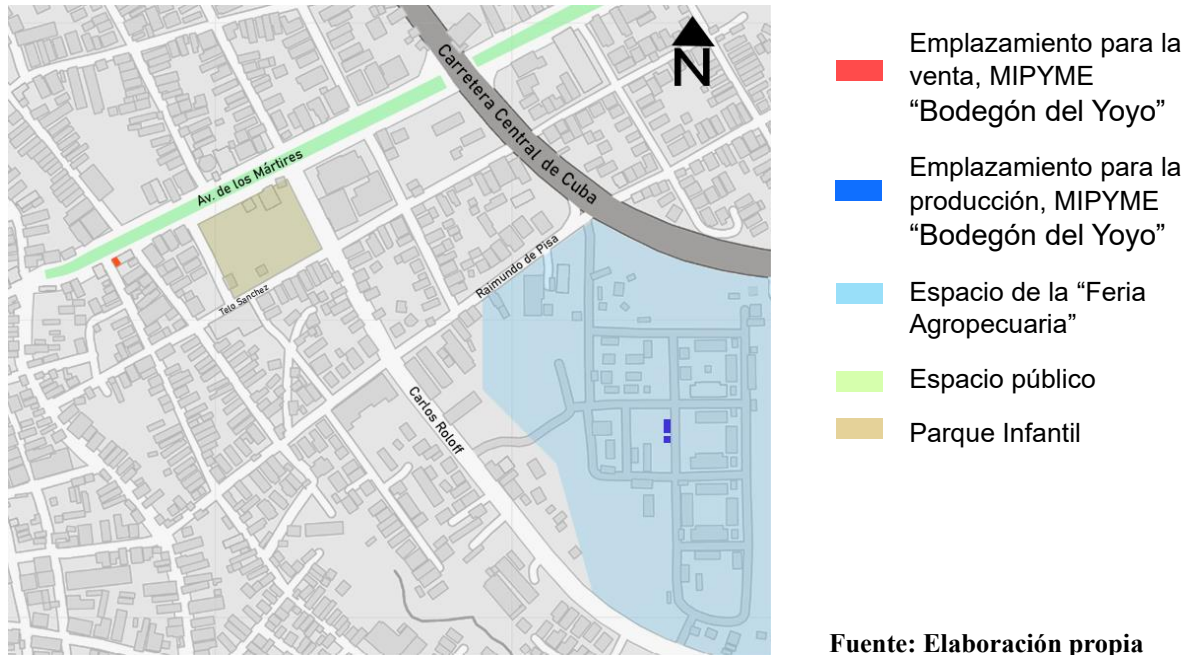 Carretera Central de Cuba
N
Av. de los Mártires
Raimundo de Pisa
Telo Sanchez
Carlos Roloff
Emplazamiento para la
venta, MIPYME
“Bodegón del Yoyo”
Emplazamiento para la
producción, MIPYME
“Bodegón del Yoyo”
Espacio de la “Feria
Agropecuaria”
Espacio público
Parque Infantil
Fuente: Elaboración propia